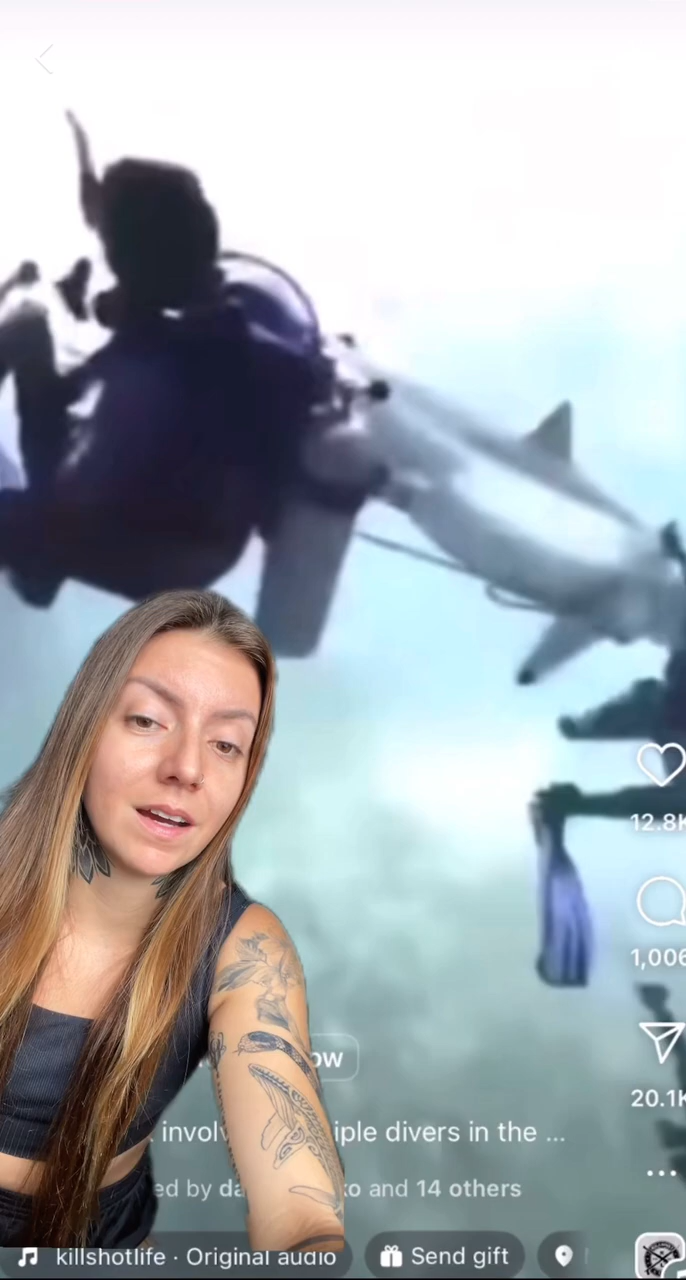 12.8K
1,006
ow
20.1K
. invol iple divers in the ...
ed by da o and 14 others
killshotlife · Original audio
Send gift